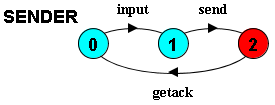 input send
SENDER 0 1 2
getack